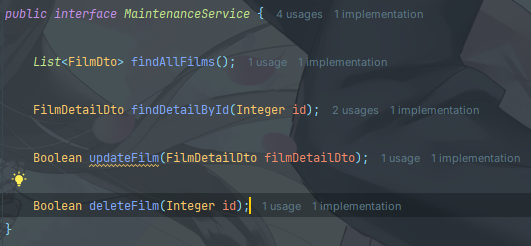 public interface MaintenanceService { 4 usages 1 implementation
List<FilmDto> findAllFilms(); 1 usage 1 implementation
FilmDetailDto findDetailById(Integer id); 2 usages 1 implementation
Boolean updateFilm(FilmDetailDto filmDetailDto); 1 usage 1 implementation
Boolean deleteFilm(Integer id); 1 usage 1 implementation
}